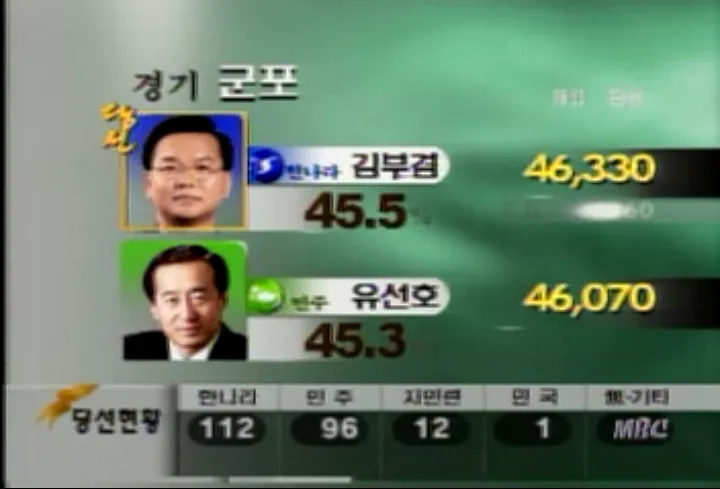 경기 군포
당선
한나라 김부겸 46,330
45.5
민주 유선호 46,070
45.3
당선현황
한나라 민주 자민련 민국 無·기타
112 96 12 1 MBC